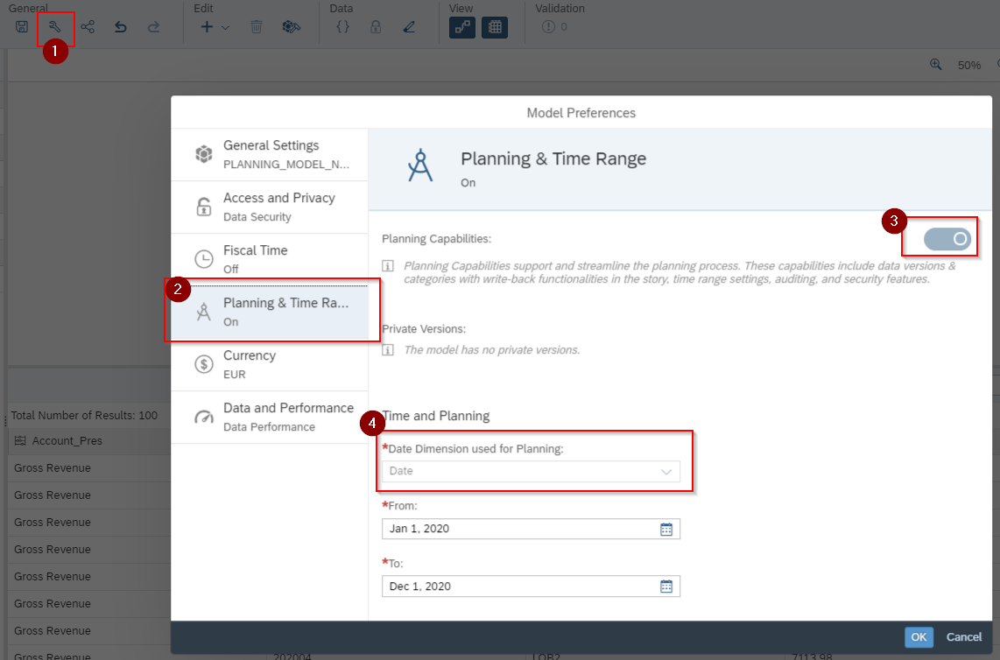 General
Edit
Data
View
Validation
0
1
50%
Model Preferences
General Settings
PLANNING_MODEL_N...
Access and Privacy
Data Security
Fiscal Time
Off
2
Planning & Time Ra...
On
Currency
EUR
Data and Performance
Data Performance
Planning & Time Range
On
3
Planning Capabilities:
Planning Capabilities support and streamline the planning process. These capabilities include data versions &
categories with write-back functionalities in the story, time range settings, auditing, and security features.
Private Versions:
The model has no private versions.
4
Time and Planning
*Date Dimension used for Planning:
Date
*From:
Jan 1, 2020
*To:
Dec 1, 2020
OK
Cancel
Total Number of Results: 100
Account_Pres
Gross Revenue
Gross Revenue
Gross Revenue
Gross Revenue
Gross Revenue
Gross Revenue
Gross Revenue
Gross Revenue
202004
LOB2
7113.98